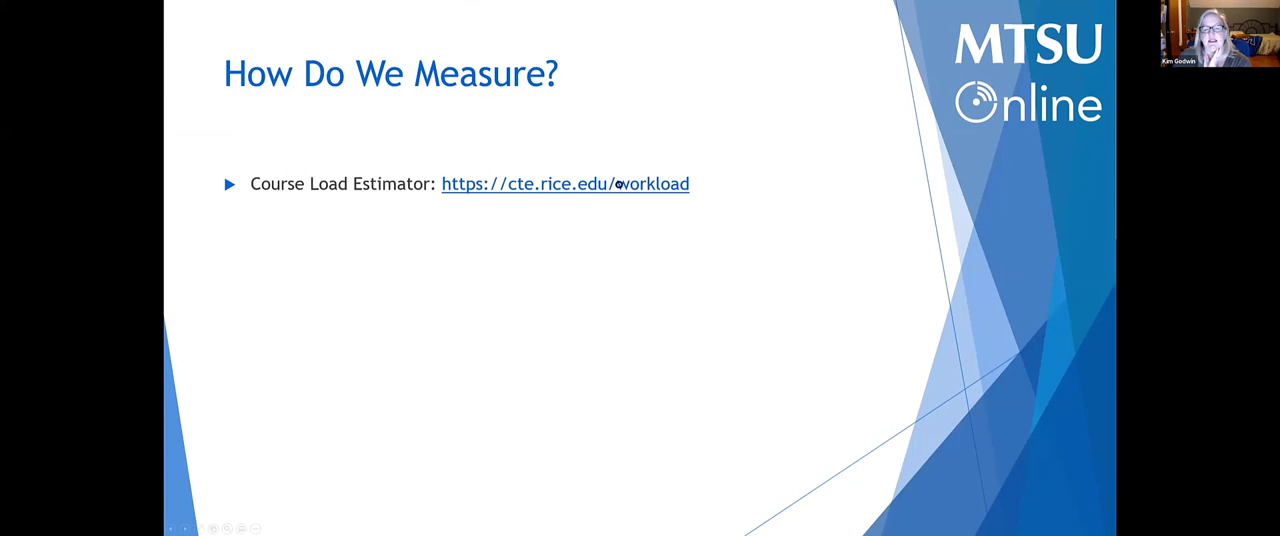 How Do We Measure?
MTSU
Online
Kim Godwin
Course Load Estimator: https://cte.rice.edu/workload